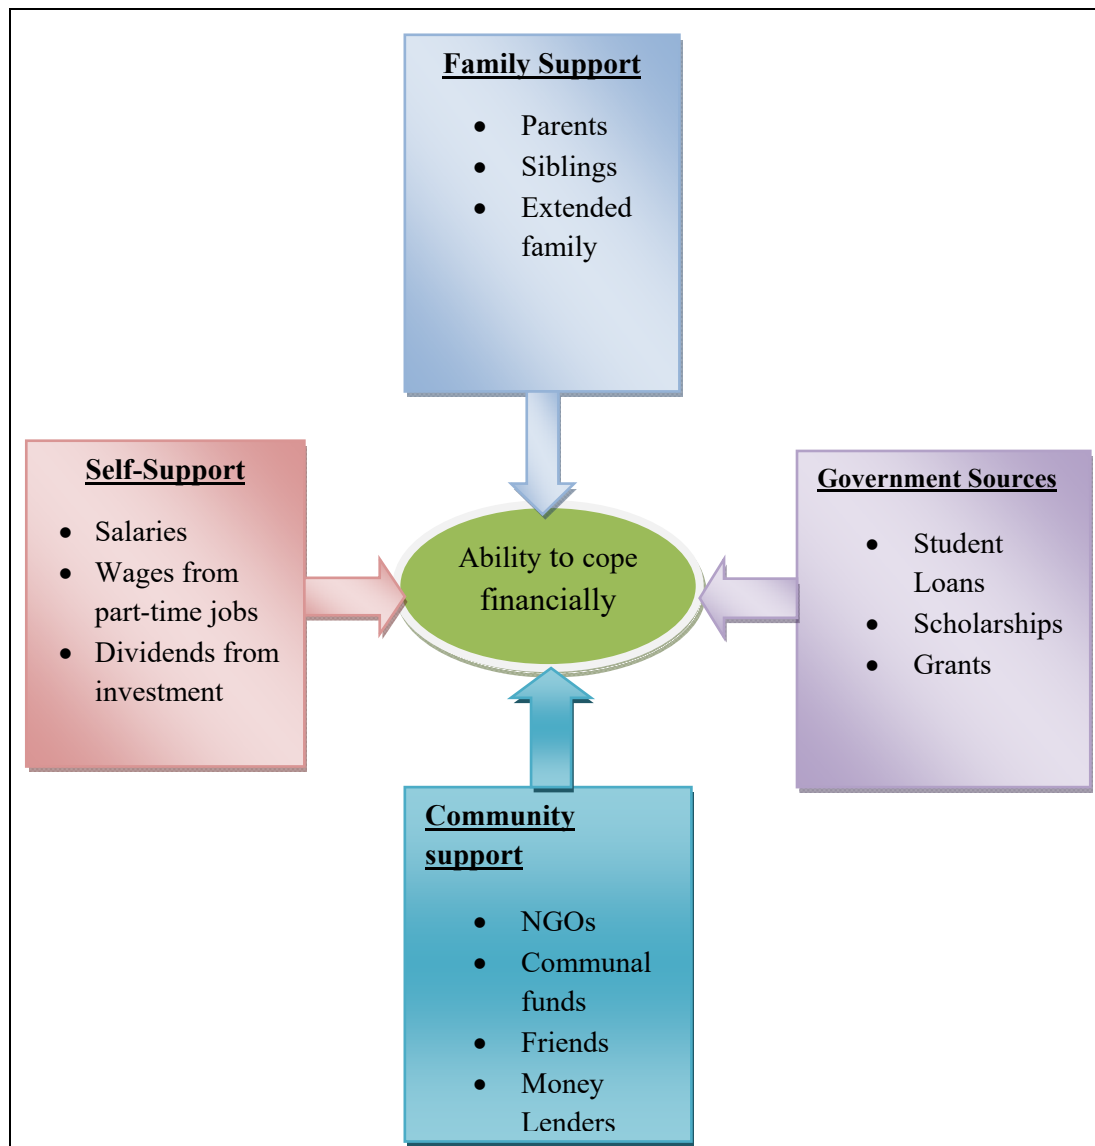 Family Support
• Parents
• Siblings
• Extended
family
Self-Support
• Salaries
• Wages from
part-time jobs
• Dividends from
investment
Ability to cope
financially
Government Sources
• Student
Loans
• Scholarships
• Grants
Community
support
• NGOs
• Communal
funds
• Friends
• Money
Lenders